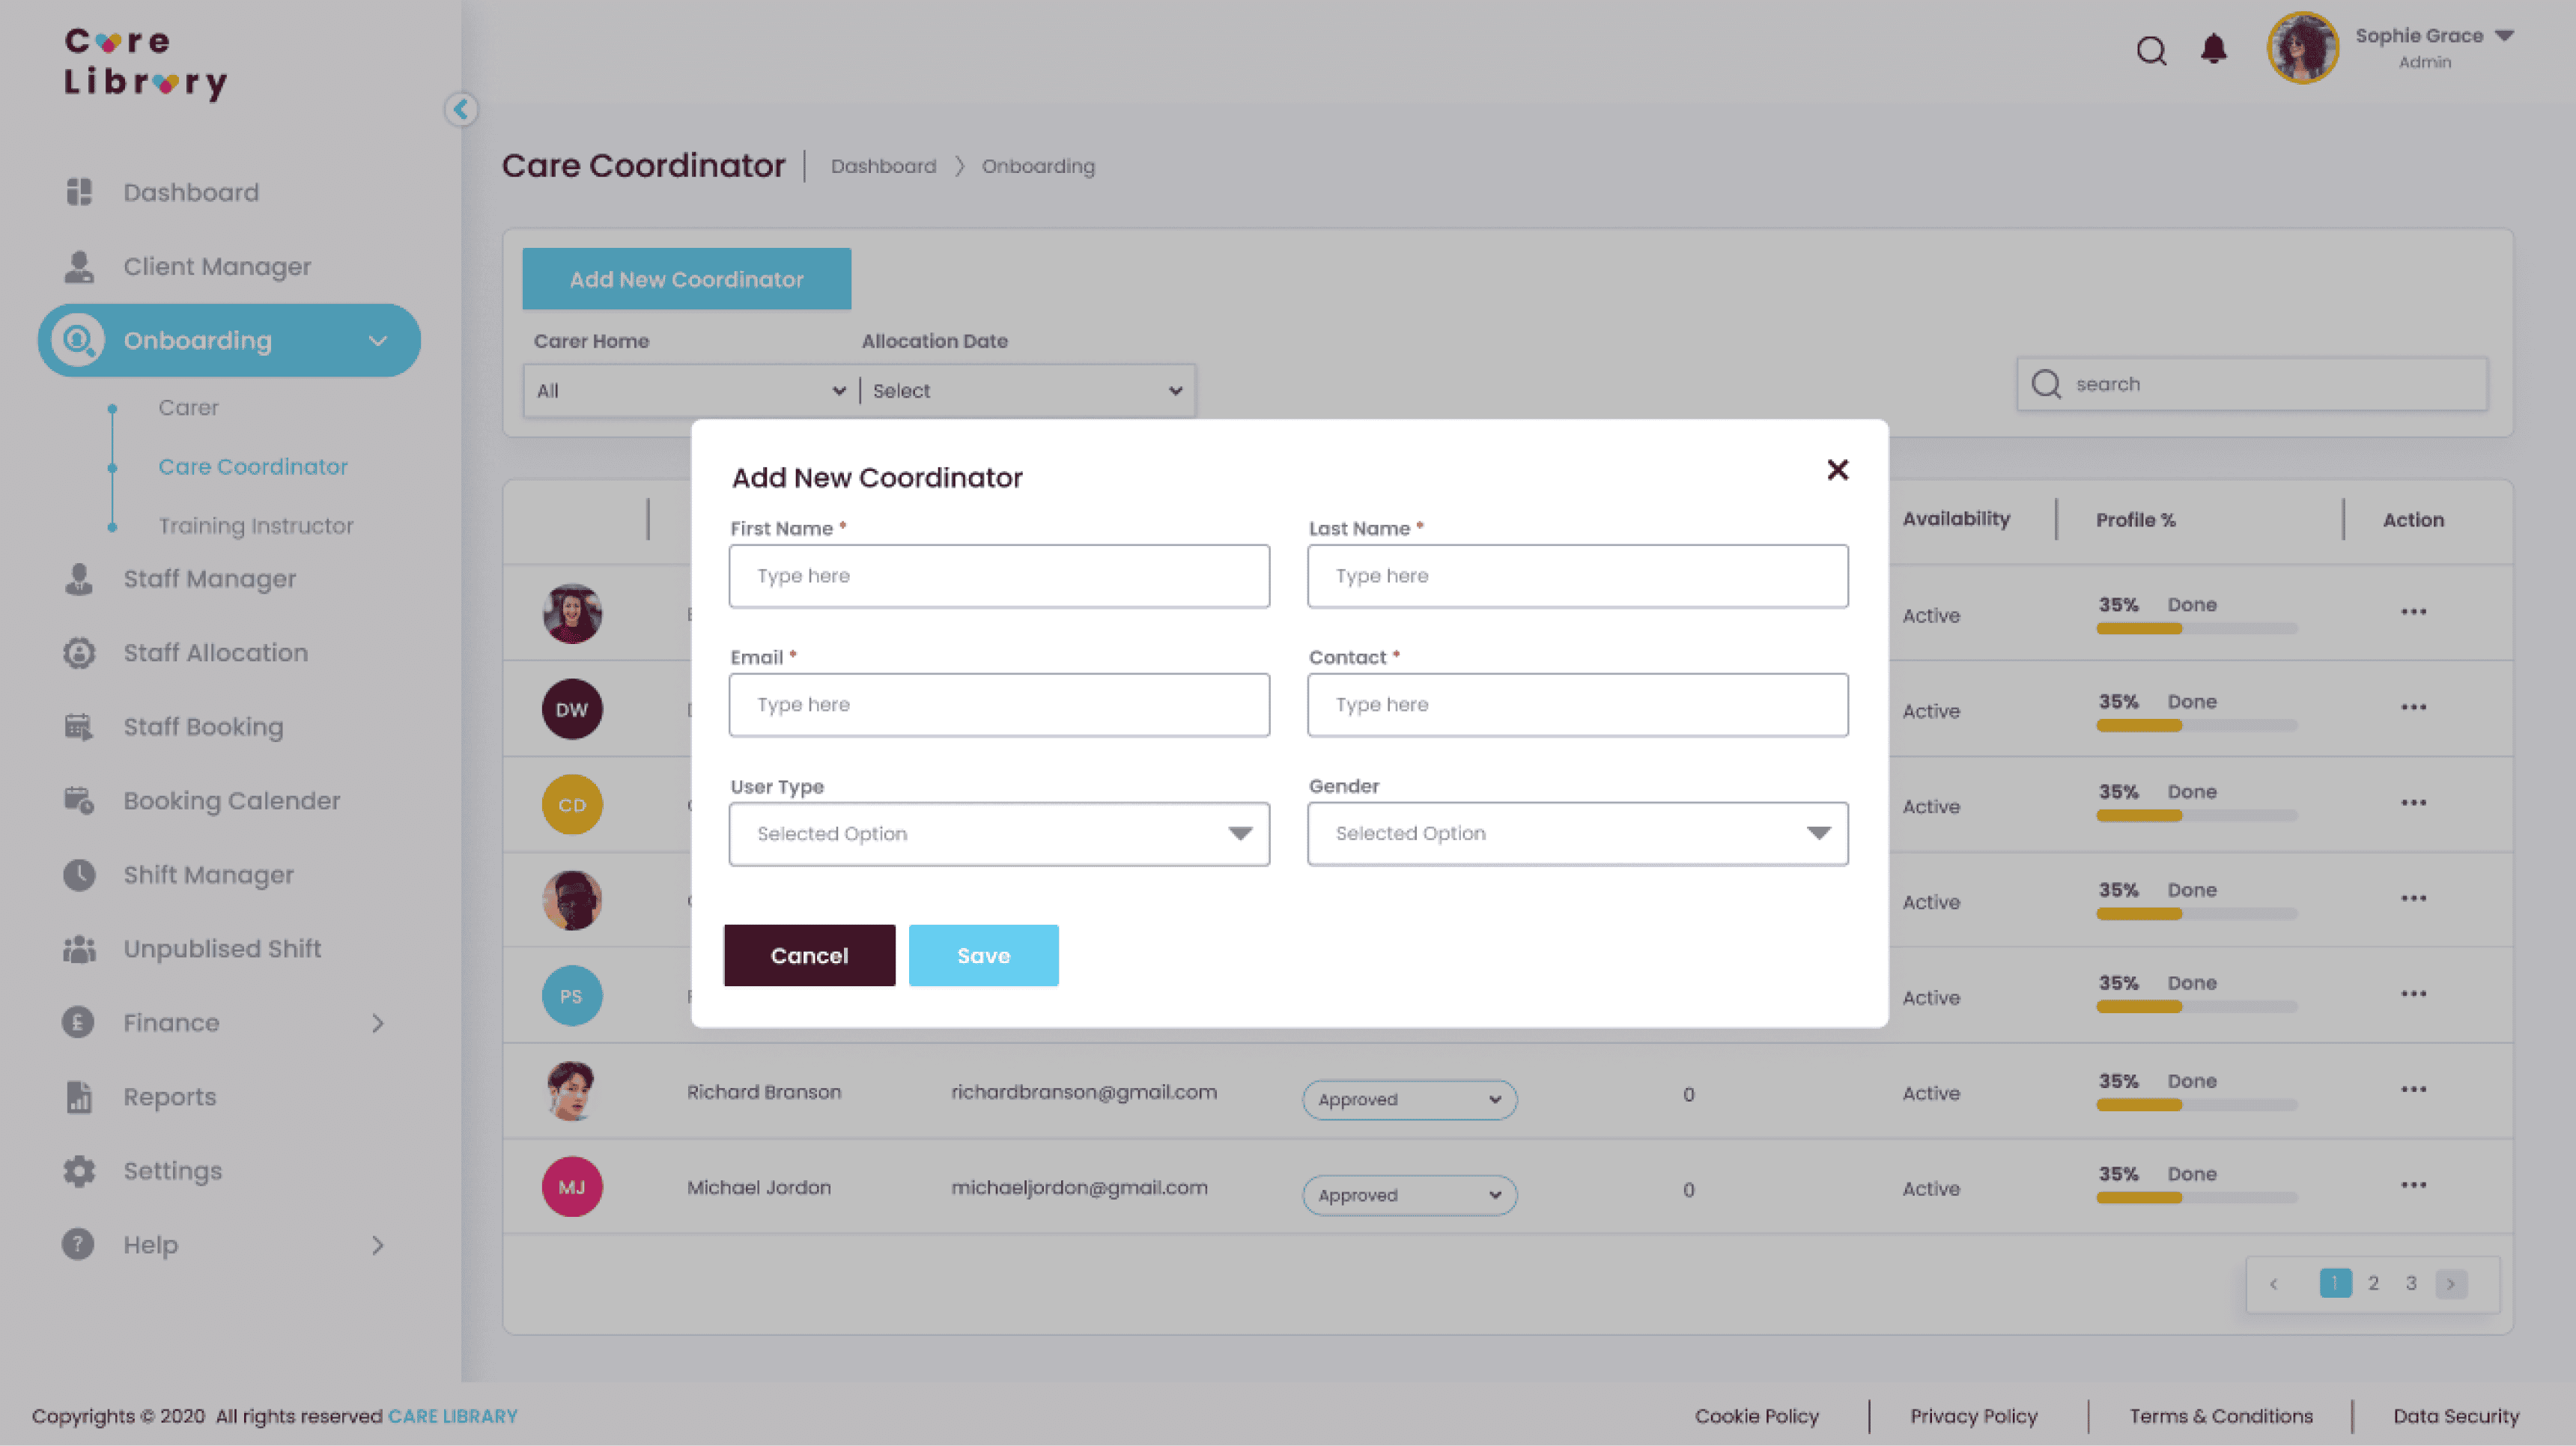 Care
Library
Sophie Grace
Admin
Care Coordinator
Dashboard
Onboarding
Dashboard
Client Manager
Onboarding
Carer
Care Coordinator
Training Instructor
Staff Manager
Staff Allocation
Staff Booking
Booking Calender
Shift Manager
Unpublised Shift
Finance
Reports
Settings
Help
Add New Coordinator
Carer Home
Allocation Date
All
Select
search
Availability
Profile %
Action
Active
35% Done
DW
Active
35% Done
CD
Active
35% Done
Active
35% Done
PS
Active
35% Done
Richard Branson
richardbranson@gmail.com
Approved
0
Active
35% Done
MJ
Michael Jordon
michaeljordon@gmail.com
Approved
0
Active
35% Done
Add New Coordinator
First Name *
Last Name *
Type here
Type here
Email *
Contact *
Type here
Type here
User Type
Gender
Selected Option
Selected Option
Cancel
Save
1 2 3
Copyrights © 2020 All rights reserved CARE LIBRARY
Cookie Policy
Privacy Policy
Terms & Conditions
Data Security